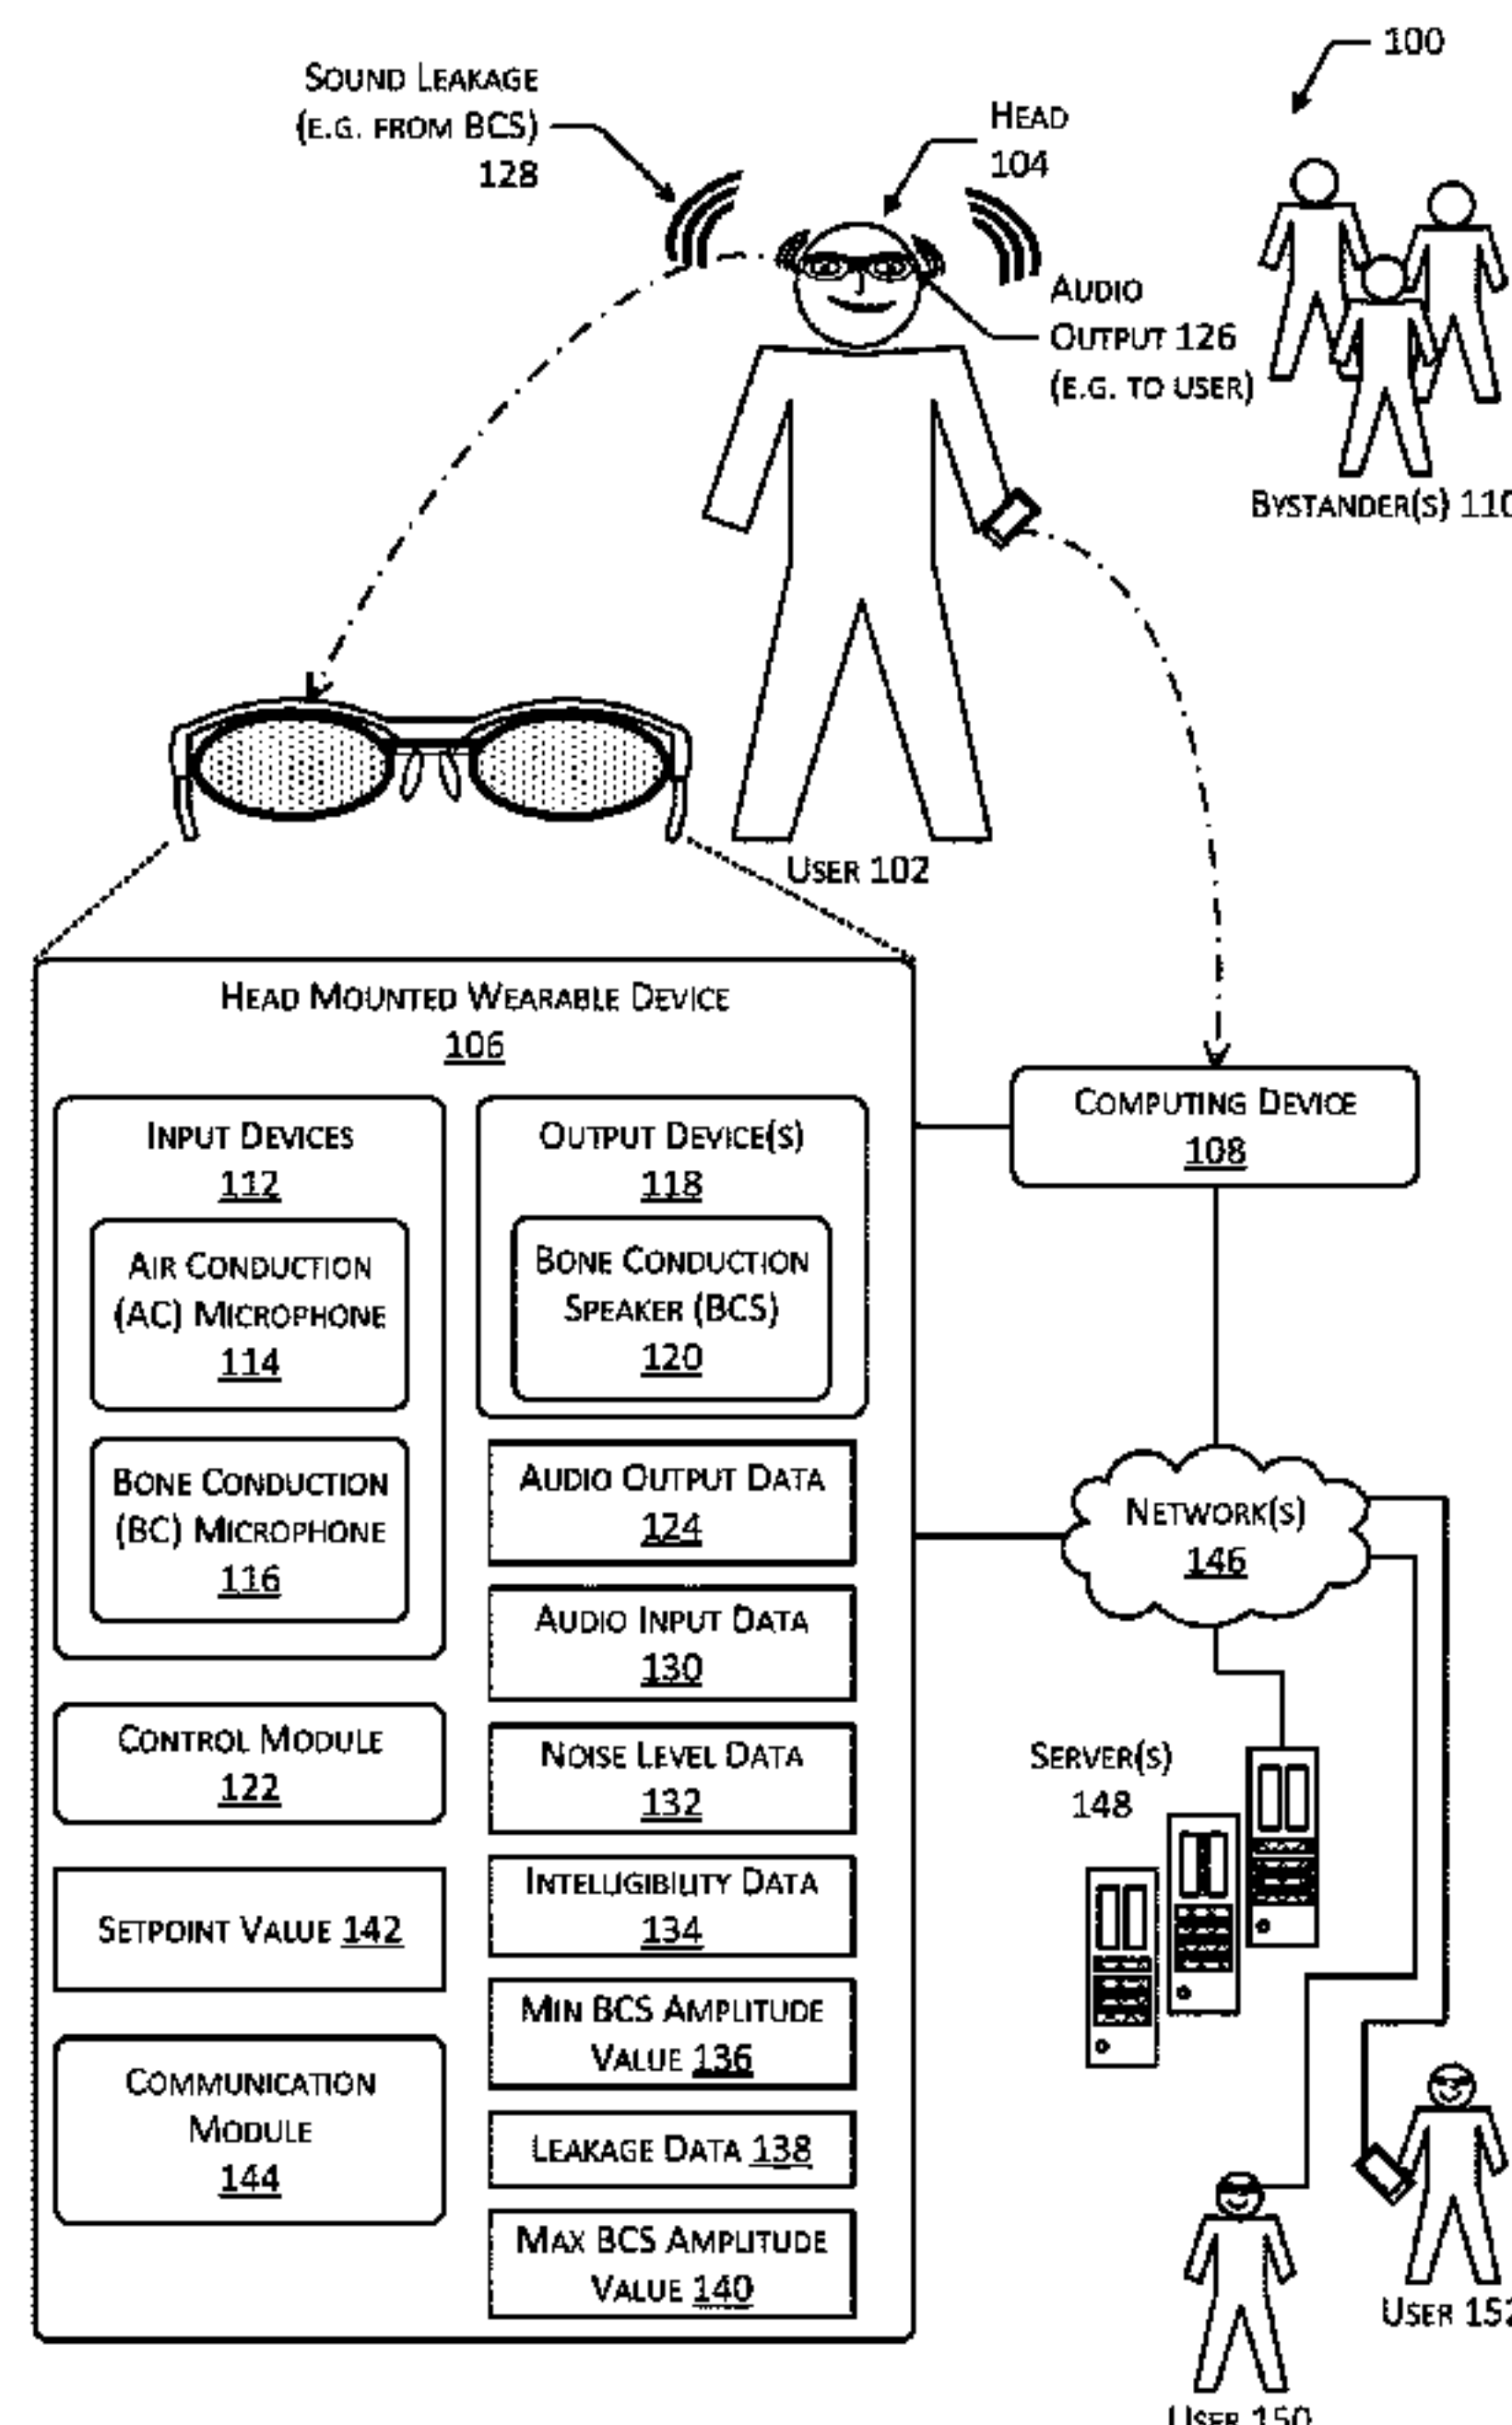 100
SOUND LEAKAGE
(E.G. FROM BCS)
128
HEAD
104
AUDIO
OUTPUT 126
(E.G. TO USER)
BYSTANDER(S) 110
USER 102
HEAD MOUNTED WEARABLE DEVICE
106
INPUT DEVICES
112
AIR CONDUCTION
(AC) MICROPHONE
114
BONE CONDUCTION
(BC) MICROPHONE
116
CONTROL MODULE
122
SETPOINT VALUE 142
COMMUNICATION
MODULE
144
OUTPUT DEVICE(S)
118
BONE CONDUCTION
SPEAKER (BCS)
120
AUDIO OUTPUT DATA
124
AUDIO INPUT DATA
130
NOISE LEVEL DATA
132
INTELLIGIBILITY DATA
134
MIN BCS AMPLITUDE
VALUE 136
LEAKAGE DATA 138
MAX BCS AMPLITUDE
VALUE 140
COMPUTING DEVICE
108
NETWORK(S)
146
SERVER(S)
148
USER 152
USER 150